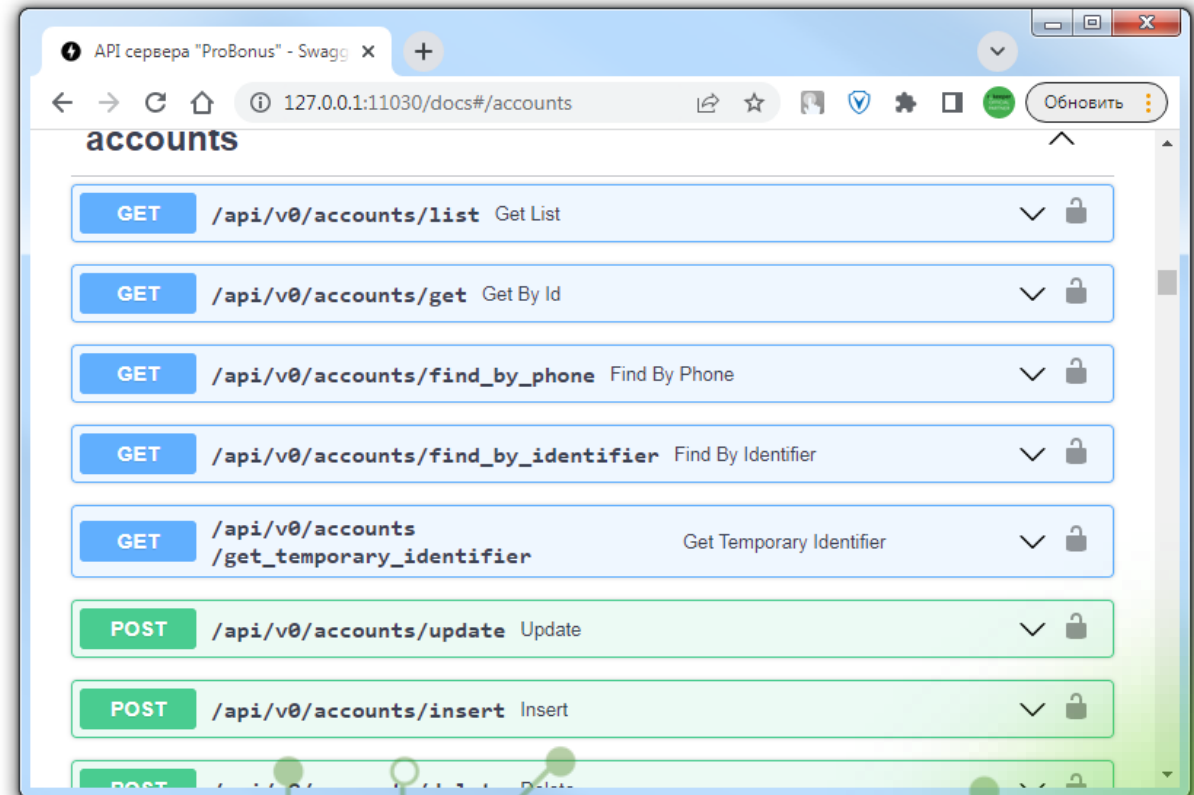 API сервера "ProBonus" - Swagg
127.0.0.1:11030/docs#/accounts
Обновить
accounts
GET /api/v0/accounts/list Get List
GET /api/v0/accounts/get Get By Id
GET /api/v0/accounts/find_by_phone Find By Phone
GET /api/v0/accounts/find_by_identifier Find By Identifier
GET /api/v0/accounts
/get_temporary_identifier Get Temporary Identifier
POST /api/v0/accounts/update Update
POST /api/v0/accounts/insert Insert
POST Delete